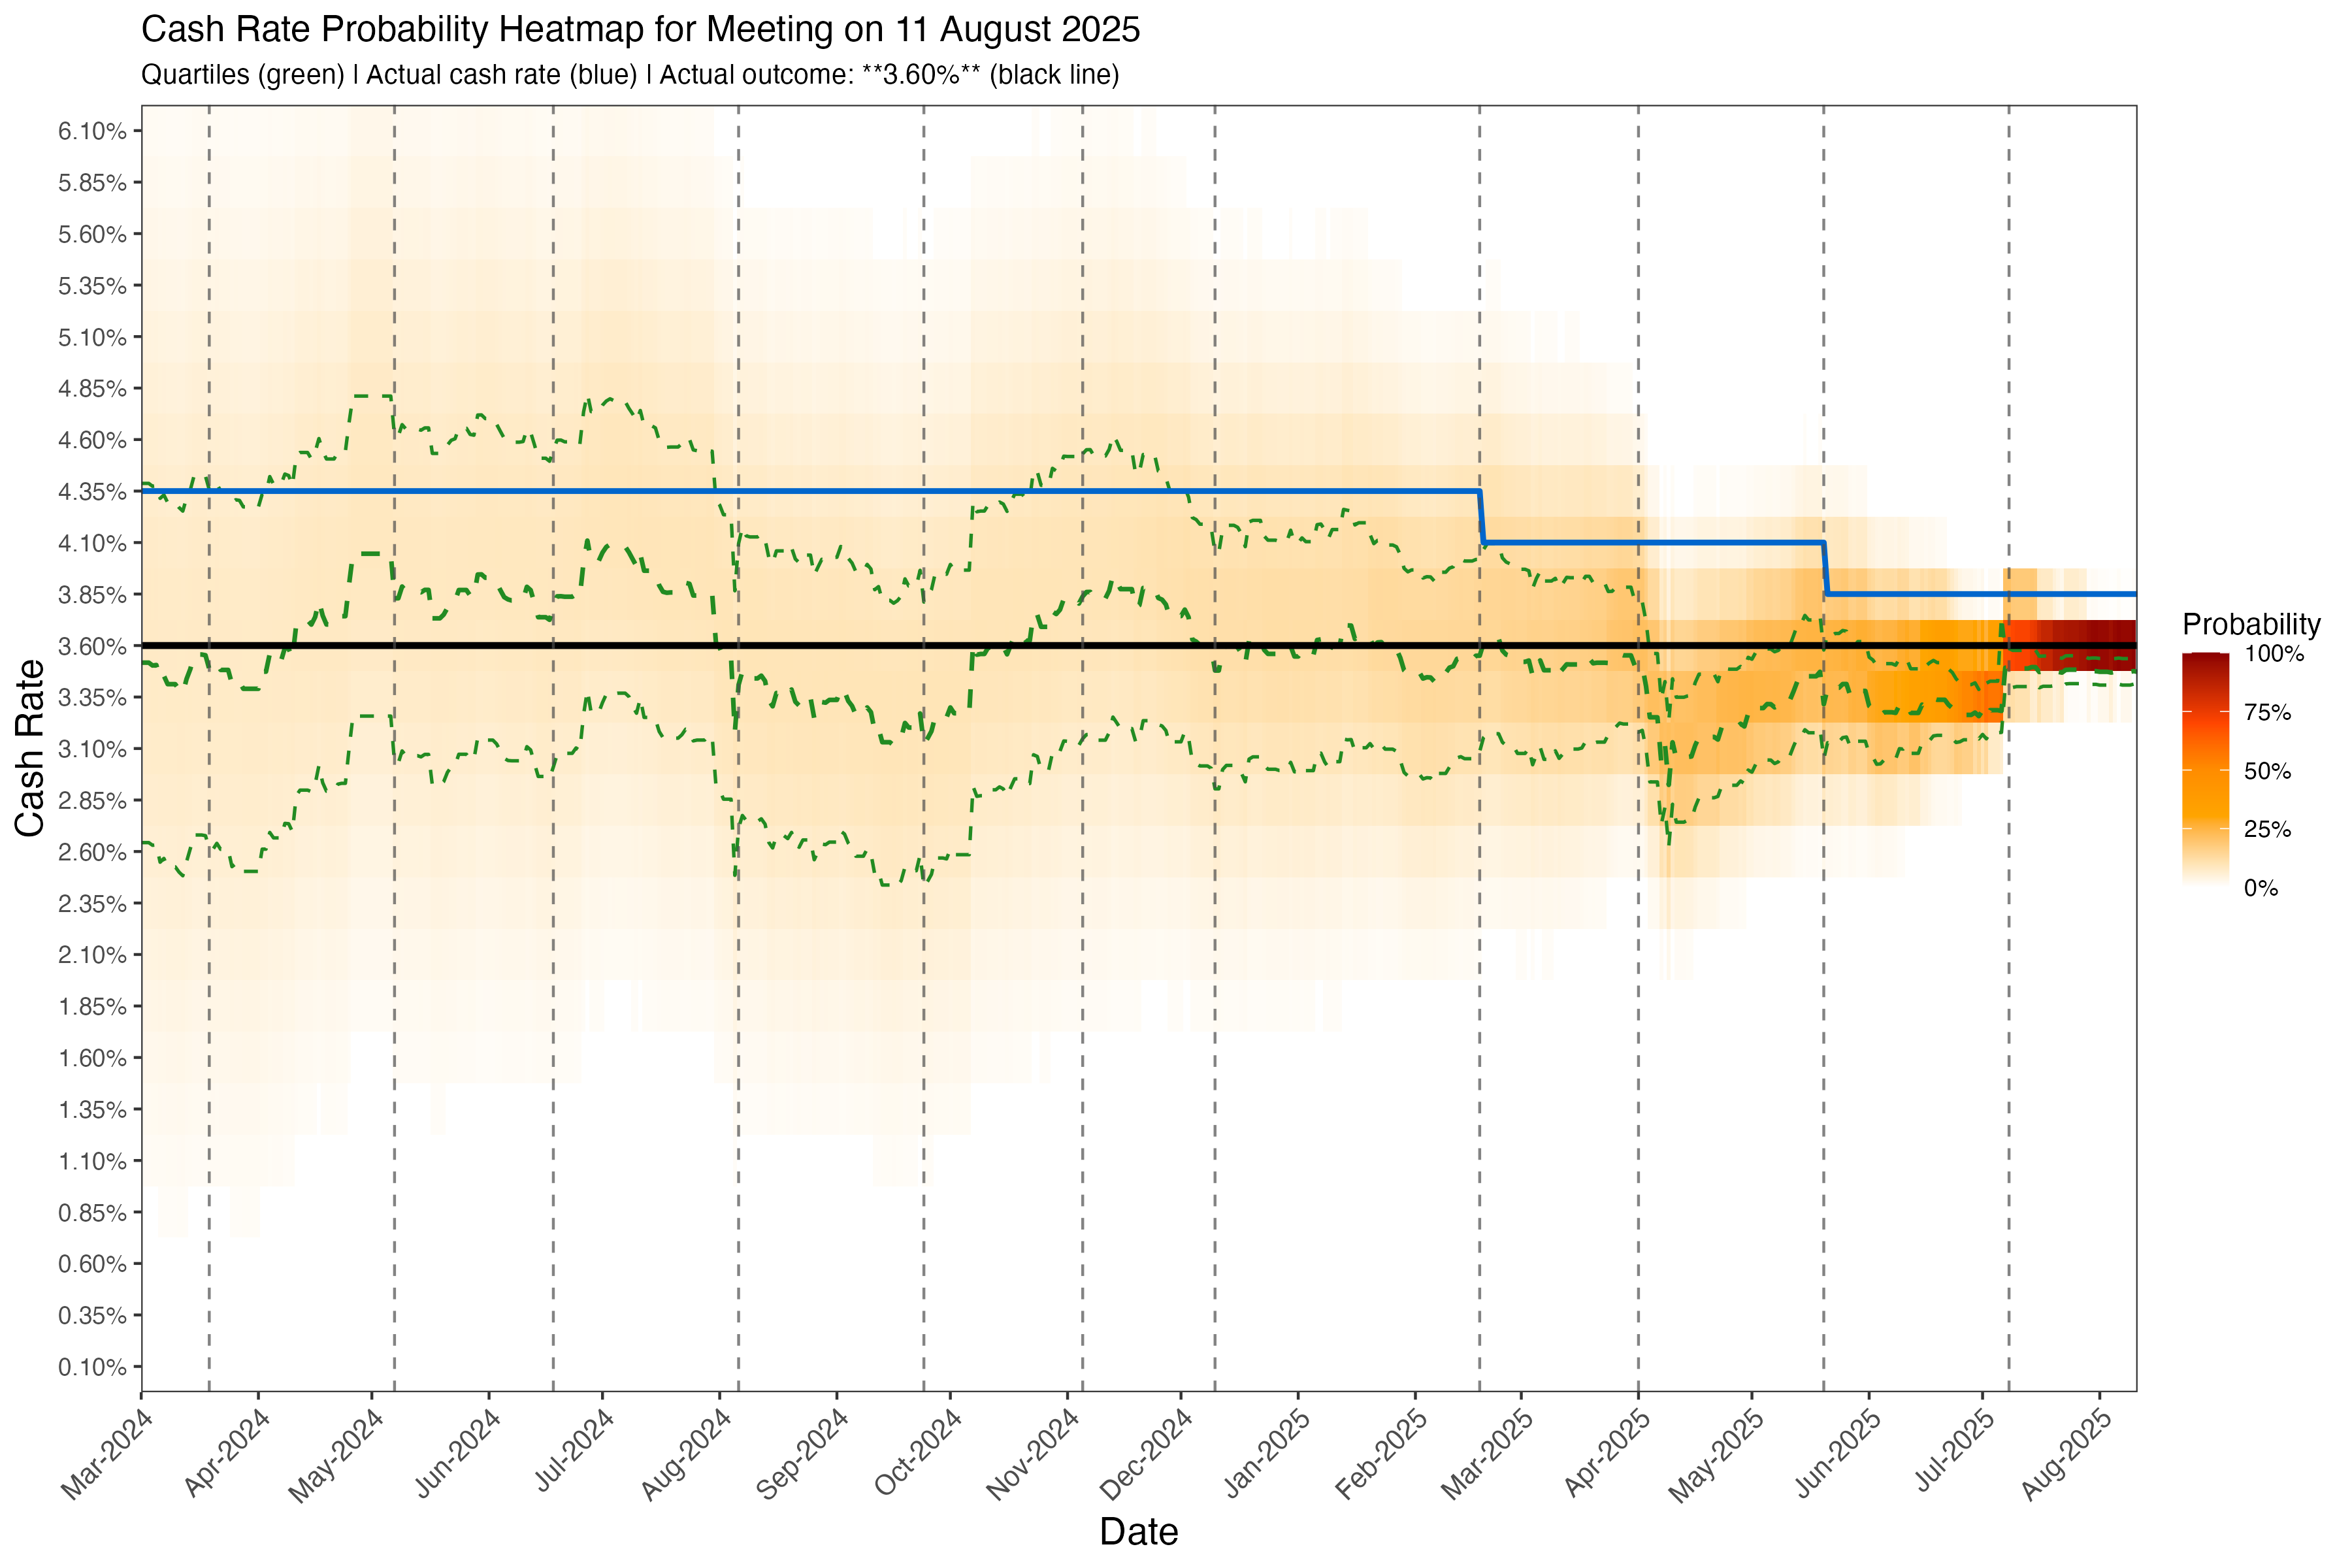 Cash Rate Probability Heatmap for Meeting on 11 August 2025
Quartiles (green) | Actual cash rate (blue) | Actual outcome: **3.60%** (black line)
Cash Rate
6.10%
5.85%
5.60%
5.35%
5.10%
4.85%
4.60%
4.35%
4.10%
3.85%
3.60%
3.35%
3.10%
2.85%
2.60%
2.35%
2.10%
1.85%
1.60%
1.35%
1.10%
0.85%
0.60%
0.35%
0.10%
Mar-2024
Apr-2024
May-2024
Jun-2024
Jul-2024
Aug-2024
Sep-2024
Oct-2024
Nov-2024
Dec-2024
Jan-2025
Feb-2025
Mar-2025
Apr-2025
May-2025
Jun-2025
Jul-2025
Aug-2025
Date
Probability
100%
75%
50%
25%
0%